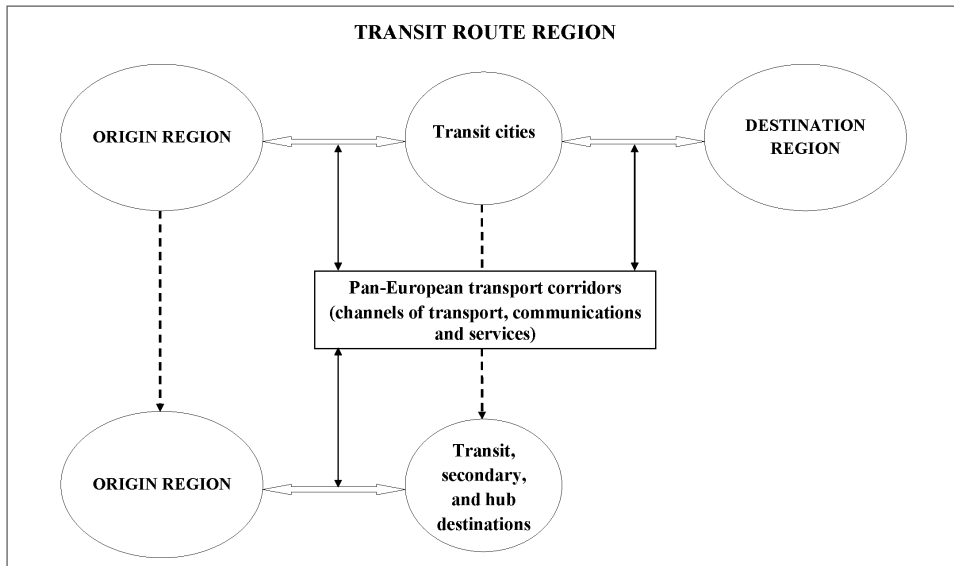 TRANSIT ROUTE REGION
ORIGIN REGION
Transit cities
DESTINATION
REGION
Pan-European transport corridors
(channels of transport, communications
and services)
ORIGIN REGION
Transit,
secondary,
and hub
destinations